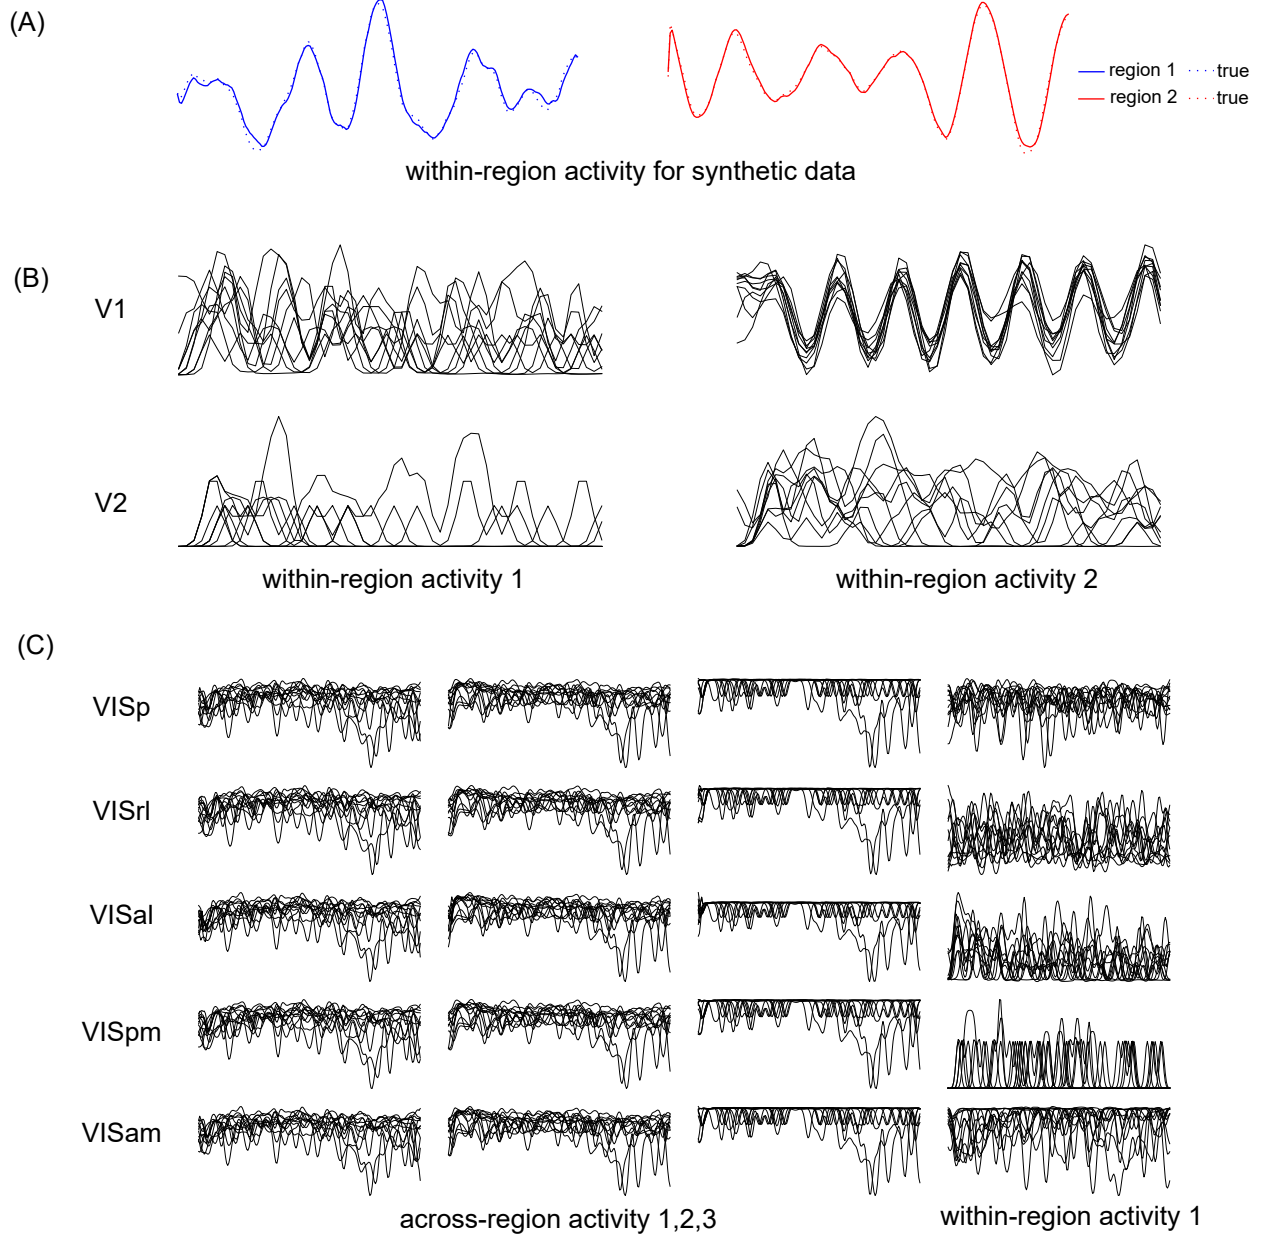 (A)
region 1 true
region 2 true
within-region activity for synthetic data
(B)
V1
V2
within-region activity 1
within-region activity 2
(C)
VISp
VISrl
VISal
VISpm
VISam
across-region activity 1,2,3
within-region activity 1